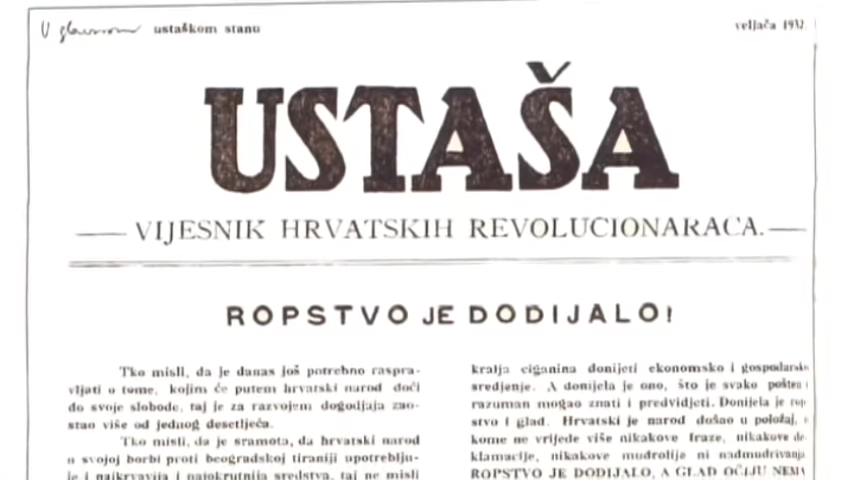 U glavnom ustaškom stanu
veljača 1932.
USTAŠA
VIJESNIK HRVATSKIH REVOLUCIONARACA.
ROPSTVO JE DODIJALO!
Tko misli, da je danas još potrebno raspra-
vljati o tome, kojim će putem hrvatski narod doći
do svoje slobode, taj je za razvojem dogodjaja zao-
stao više od jednog desetljeća.
Tko misli, da je sramota, da hrvatski narod
u svojoj borbi proti beogradskoj tiraniji upotreblju-
je i najkrvavija i najokrutnija sredstva, taj ne misli
kralja ciganina donijeti ekonomsko i
sredjenje. A donijela je ono, što je svako pošten i
razuman mogao znati i predvidjeti. Donijela je rop
stvo i glad. Hrvatski je narod došao u položaj, u
kome ne vrijede više nikakove fraze, nikakove de-
klamacije, nikakove mudrolije ni nadmudrivanja
ROPSTVO JE DODIJALO, A GLAD OČIJU NEMA